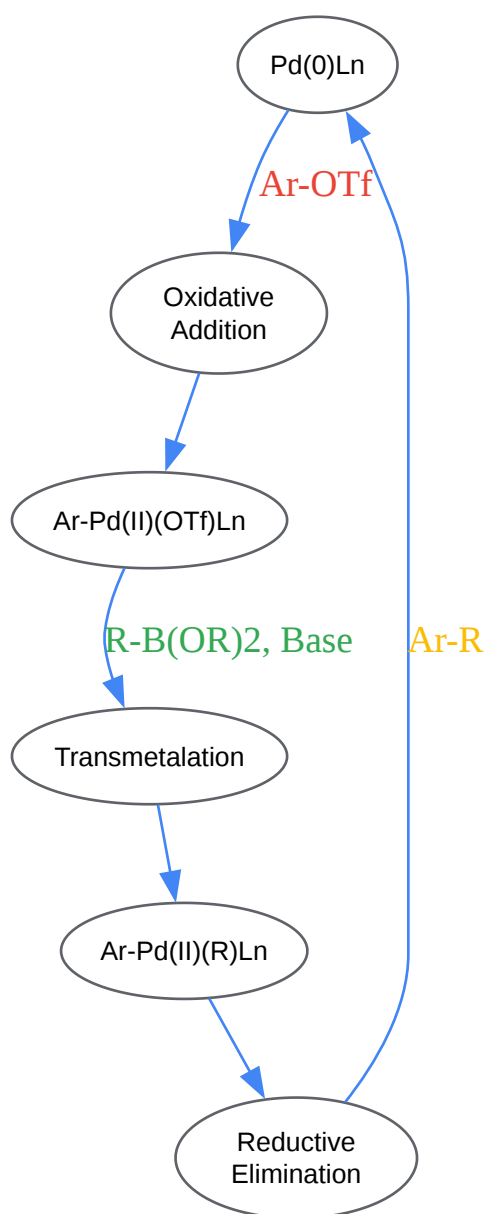 Pd(0)Ln
Ar-OTf
Oxidative
Addition
Ar-Pd(II)(OTf)Ln
R-B(OR)2, Base
Ar-R
Transmetalation
Ar-Pd(II)(R)Ln
Reductive
Elimination